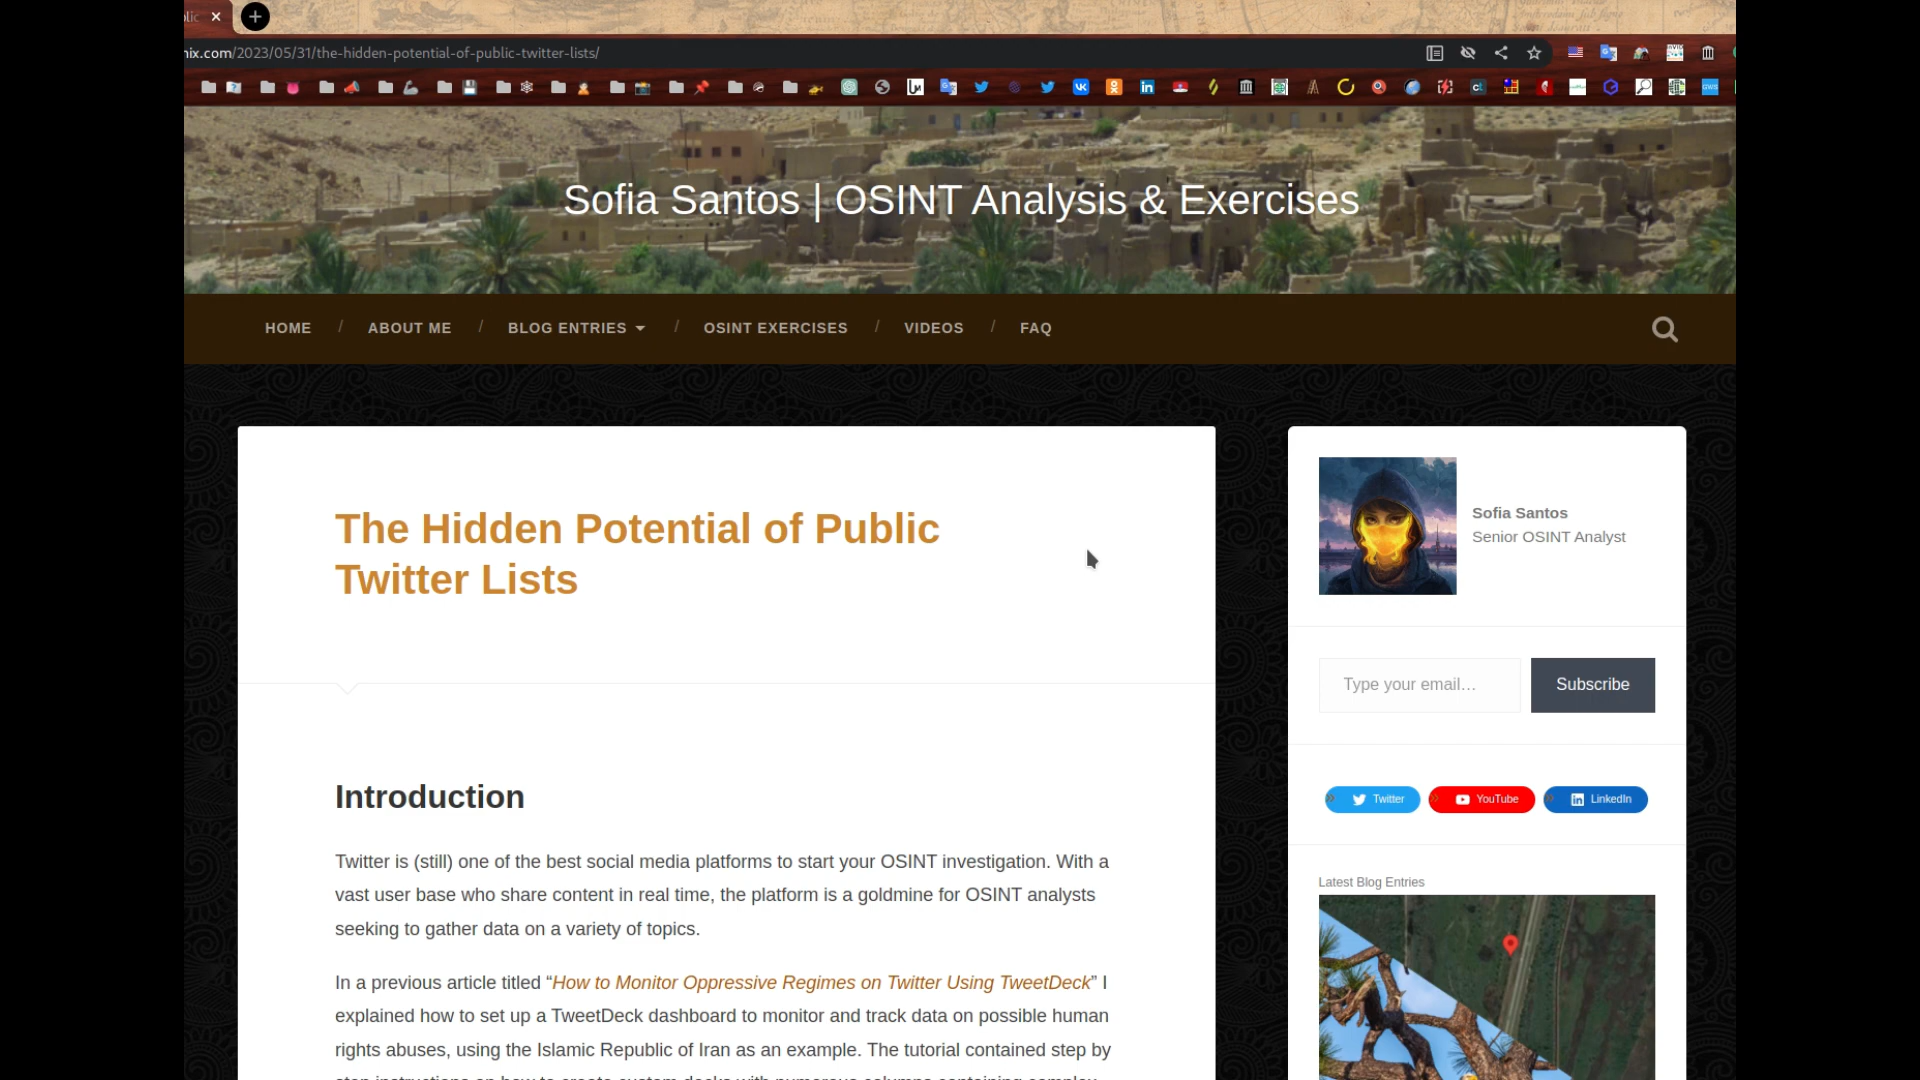 nix.com/2023/05/31/the-hidden-potential-of-public-twitter-lists/
Sofia Santos | OSINT Analysis & Exercises
HOME / ABOUT ME / BLOG ENTRIES / OSINT EXERCISES / VIDEOS / FAQ
The Hidden Potential of Public
Twitter Lists
Introduction
Twitter is (still) one of the best social media platforms to start your OSINT investigation. With a
vast user base who share content in real time, the platform is a goldmine for OSINT analysts
seeking to gather data on a variety of topics.
In a previous article titled “How to Monitor Oppressive Regimes on Twitter Using TweetDeck” I
explained how to set up a TweetDeck dashboard to monitor and track data on possible human
rights abuses, using the Islamic Republic of Iran as an example. The tutorial contained step by
Sofia Santos
Senior OSINT Analyst
Type your email…
Subscribe
Twitter
YouTube
LinkedIn
Latest Blog Entries